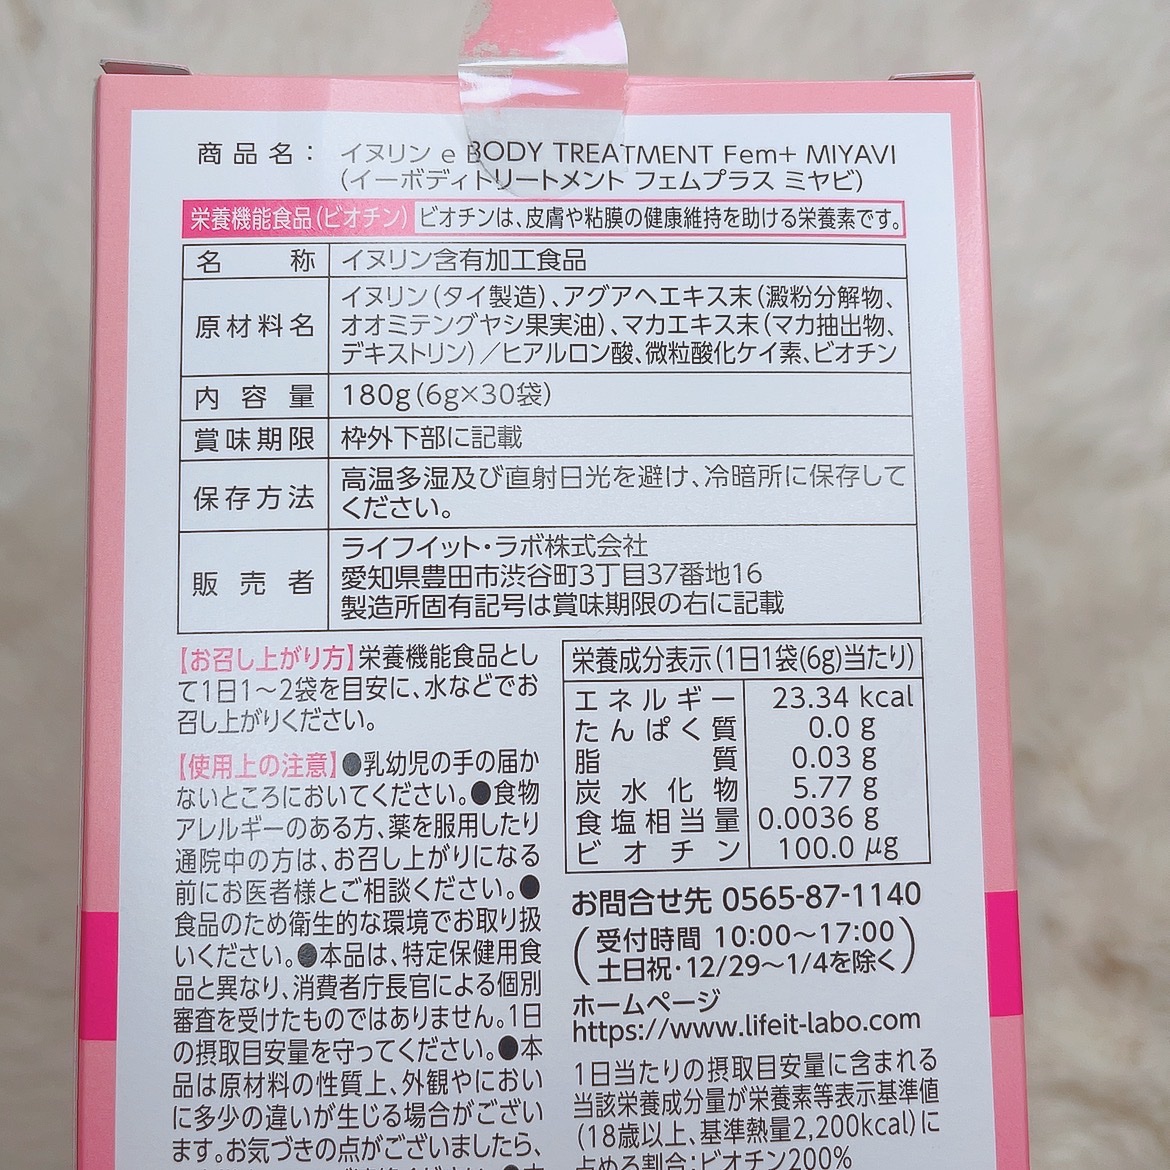 商品名： イヌリン e BODY TREATMENT Fem+ MIYAVI
（イーボディトリートメント フェムプラス ミヤビ）
栄養機能食品（ビオチン） ビオチンは、皮膚や粘膜の健康維持を助ける栄養素です。
名称 イヌリン含有加工食品
原材料名 イヌリン（タイ製造）、アグアヘエキス末（澱粉分解物、
オオミテングヤシ果実油）、マカエキス末（マカ抽出物、
デキストリン）／ヒアルロン酸、微粒酸化ケイ素、ビオチン
内容量 180g（6g×30袋）
賞味期限 枠外下部に記載
保存方法 高温多湿及び直射日光を避け、冷暗所に保存して
ください。
販売者 ライフイット・ラボ株式会社
愛知県豊田市渋谷町3丁目37番地16
製造所固有記号は賞味期限の右に記載
【お召し上がり方】栄養機能食品とし
て1日1〜2袋を目安に、水などでお
召し上がりください。
【使用上の注意】●乳幼児の手の届か
ないところにおいてください。●食物
アレルギーのある方、薬を服用したり
通院中の方は、お召し上がりになる
前にお医者様とご相談ください。●
食品のため衛生的な環境でお取り扱
いください。●本品は、特定保健用食
品と異なり、消費者庁長官による個別
審査を受けたものではありません。1日
の摂取目安量を守ってください。●本
品は原材料の性質上、外観やにおい
に多少の違いが生じる場合がござい
ます。お気づきの点がございましたら、
栄養成分表示（1日1袋(6g)当たり）
エネルギー 23.34 kcal
たんぱく質 0.0 g
脂質 0.03 g
炭水化物 5.77 g
食塩相当量 0.0036 g
ビオチン 100.0 μg
お問合せ先 0565-87-1140
（受付時間 10:00〜17:00
土日祝・12/29〜1/4を除く）
ホームページ
https://www.lifeit-labo.com
1日当たりの摂取目安量に含まれる
当該栄養成分量が栄養素等表示基準値
（18歳以上、基準熱量2,200kcal）に
占める割合：ビオチン200%